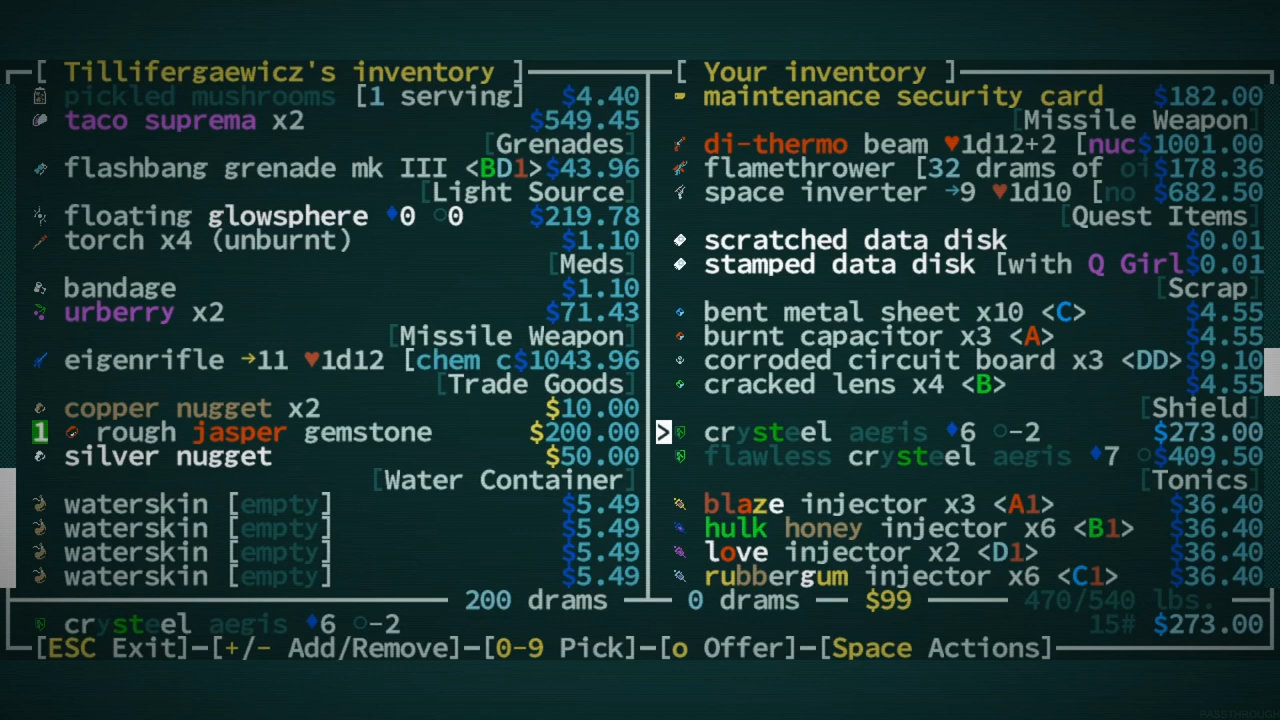 [ Tillifergaewicz's inventory ]
pickled mushrooms [1 serving] $4.40
taco suprema x2 $549.45
[Grenades]
flashbang grenade mk III <BD1>$43.96
[Light Source]
floating glowsphere ♦0 ○0 $219.78
torch x4 (unburnt) $1.10
[Meds]
bandage $1.10
urberry x2 $71.43
[Missile Weapon]
eigenrifle →11 ♥1d12 [chem c$1043.96
[Trade Goods]
copper nugget x2 $10.00
1 rough jasper gemstone $200.00
silver nugget $50.00
[Water Container]
waterskin [empty] $5.49
waterskin [empty] $5.49
waterskin [empty] $5.49
waterskin [empty] $5.49
200 drams
[ Your inventory ]
maintenance security card $182.00
[Missile Weapon]
di-thermo beam ♥1d12+2 [nuc$1001.00
flamethrower [32 drams of oi$178.36
space inverter →9 ♥1d10 [no $682.50
[Quest Items]
scratched data disk $0.01
stamped data disk [with Q Girl$0.01
[Scrap]
bent metal sheet x10 <C> $4.55
burnt capacitor x3 <A> $4.55
corroded circuit board x3 <DD>$9.10
cracked lens x4 <B> $4.55
[Shield]
> crysteel aegis ♦6 ○-2 $273.00
flawless crysteel aegis ♦7 ○$409.50
[Tonics]
blaze injector x3 <A1> $36.40
hulk honey injector x6 <B1> $36.40
love injector x2 <D1> $36.40
rubbergum injector x6 <C1> $36.40
0 drams — $99 — 470/540 lbs.
crysteel aegis ♦6 ○-2 15# $273.00
[ESC Exit]—[+/- Add/Remove]—[0-9 Pick]—[o Offer]—[Space Actions]